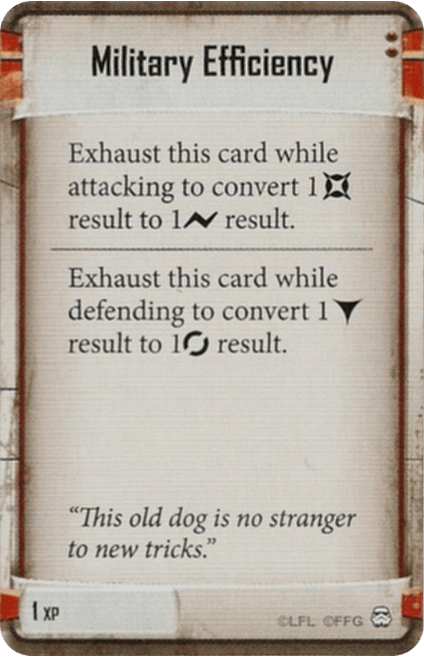 Military Efficiency
Exhaust this card while
attacking to convert 1
result to 1 result.
Exhaust this card while
defending to convert 1
result to 1 result.
“This old dog is no stranger
to new tricks.”
1 XP
©LFL ©FFG